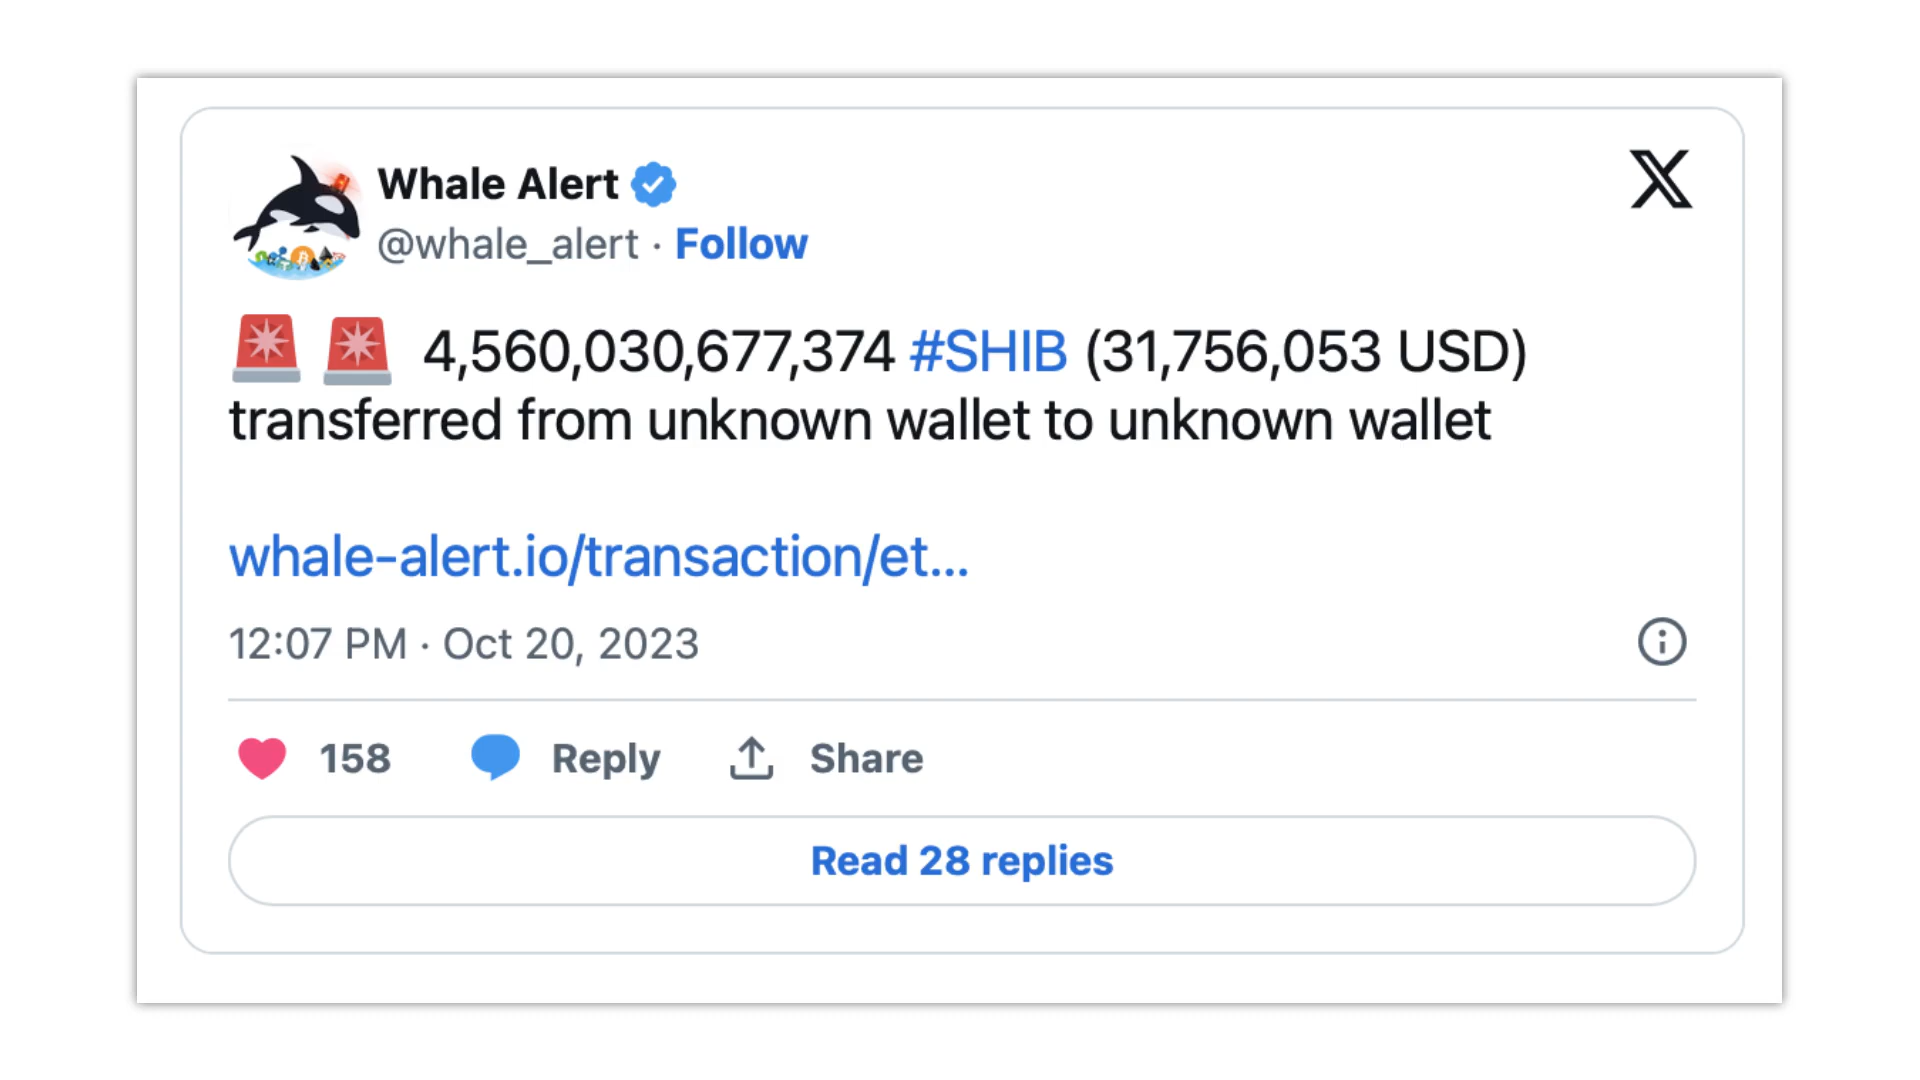 Whale Alert
@whale_alert · Follow
🚨 🚨 4,560,030,677,374 #SHIB (31,756,053 USD)
transferred from unknown wallet to unknown wallet
whale-alert.io/transaction/et...
12:07 PM · Oct 20, 2023
158 Reply Share
Read 28 replies